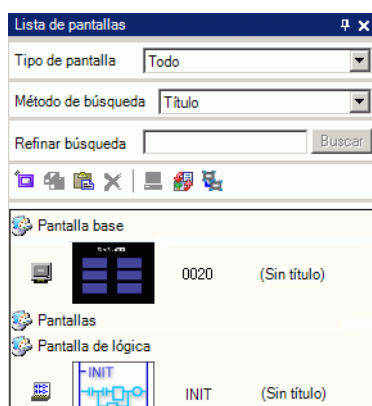 Lista de pantallas
Tipo de pantalla Todo
Método de búsqueda Título
Refinar búsqueda Buscar
Pantalla base
0020 (Sin título)
Pantallas
Pantalla de lógica
INIT
INIT (Sin título)